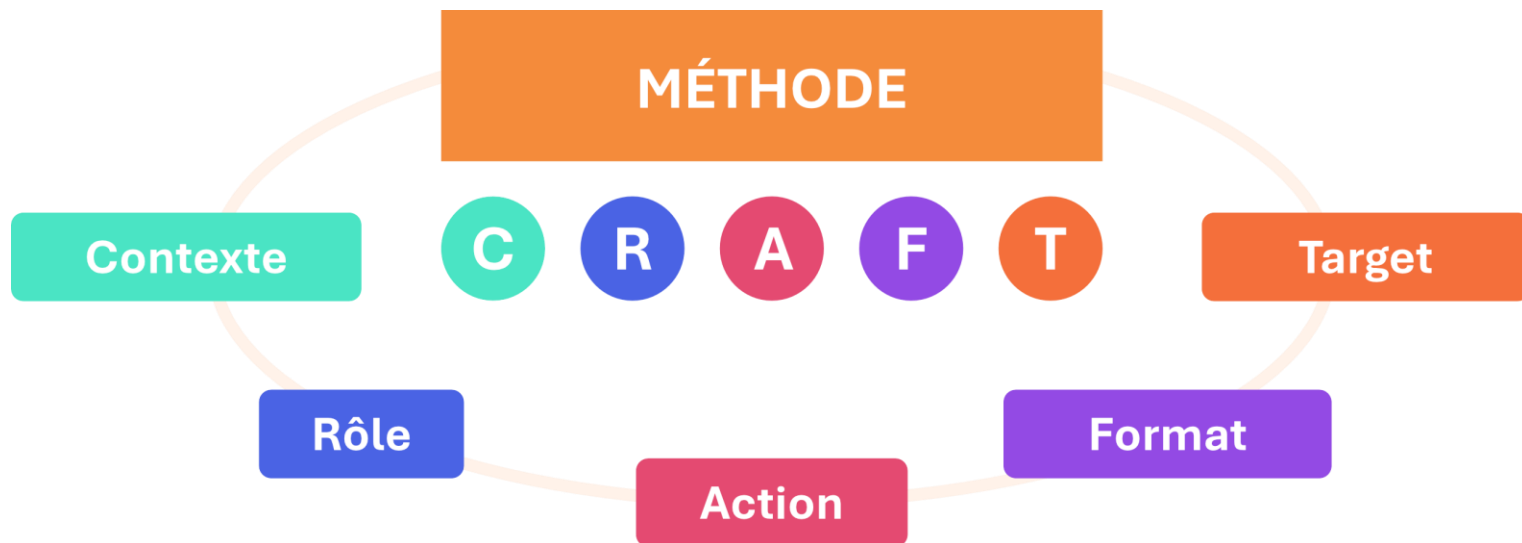 MÉTHODE
C R A F T
Contexte
Target
Rôle
Format
Action